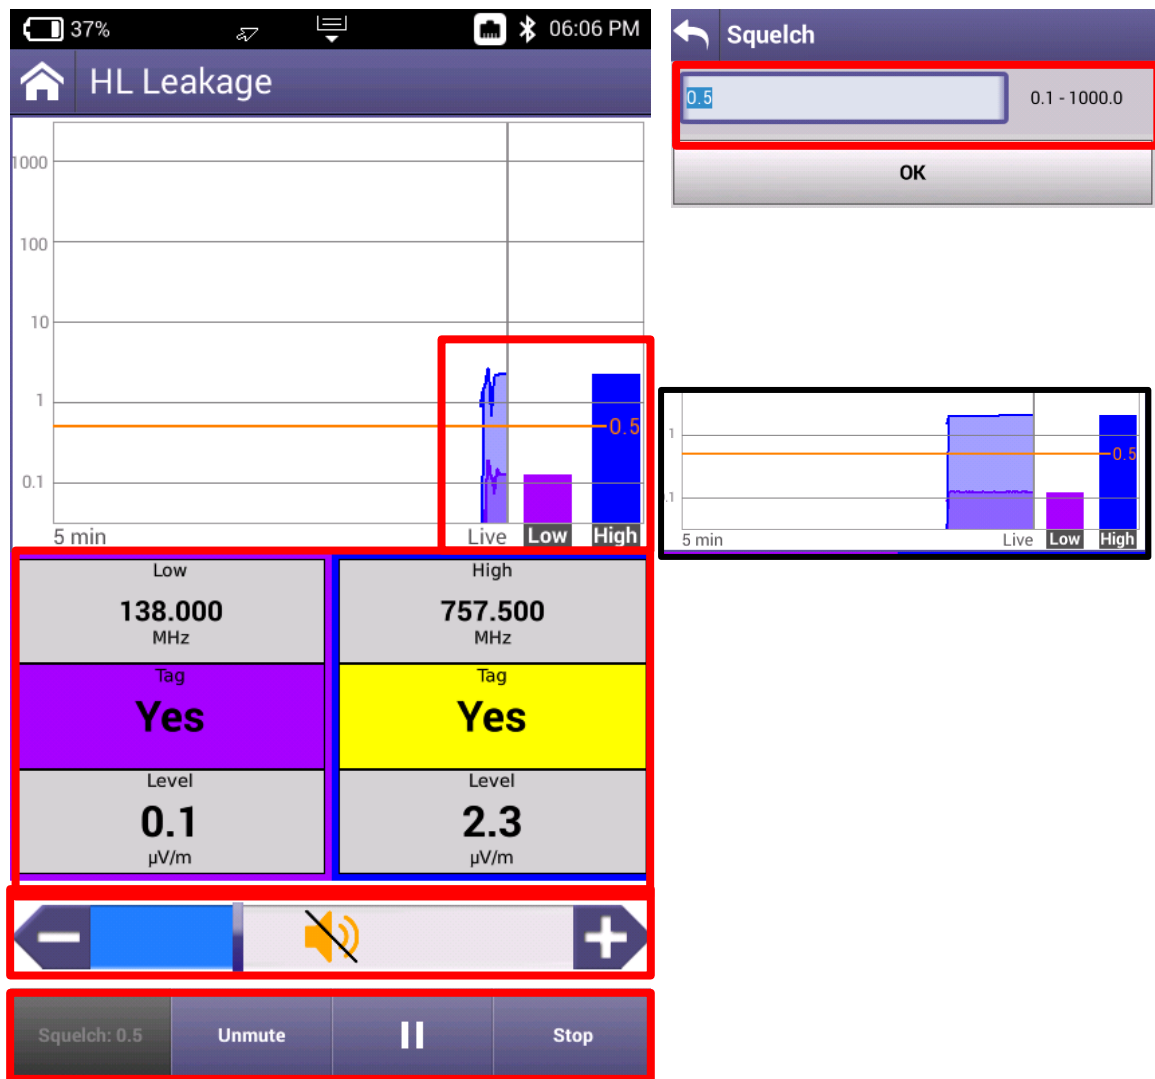 37%
06:06 PM
HL Leakage
1000
100
10
1
0.5
0.1
5 min
Live
Low
High
Low
High
138.000
757.500
MHz
MHz
Tag
Tag
Yes
Yes
Level
Level
0.1
2.3
µV/m
µV/m
Squelch: 0.5
Unmute
Stop
Squelch
0.5
0.1 - 1000.0
OK
1
0.5
.1
5 min
Live
Low
High